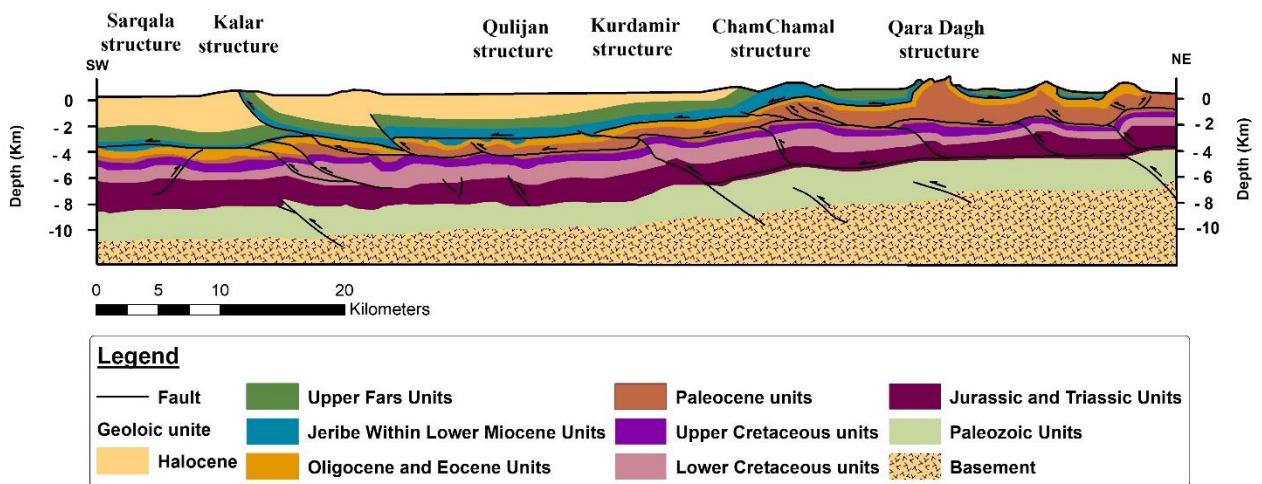 Sarqala structure
Kalar structure
Qulijan structure
Kurdamir structure
ChamChamal structure
Qara Dagh structure
SW
NE
Depth (Km)
0
-2
-4
-6
-8
-10
0
-2
-4
-6
-8
-10
Depth (Km)
0 5 10 20
Kilometers
Legend
Fault
Geoloic unite
Halocene
Upper Fars Units
Jeribe Within Lower Miocene Units
Oligocene and Eocene Units
Paleocene units
Upper Cretaceous units
Lower Cretaceous units
Jurassic and Triassic Units
Paleozoic Units
Basement